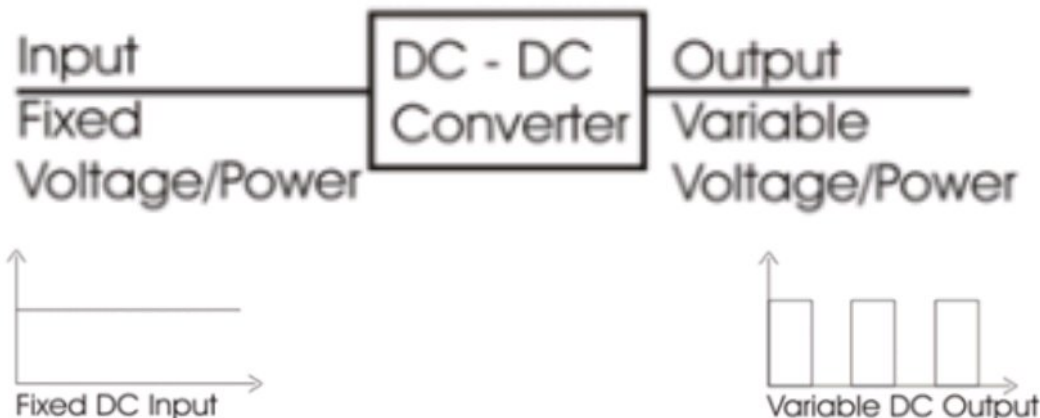 Input
Fixed
Voltage/Power
DC - DC
Converter
Output
Variable
Voltage/Power
Fixed DC Input
Variable DC Output